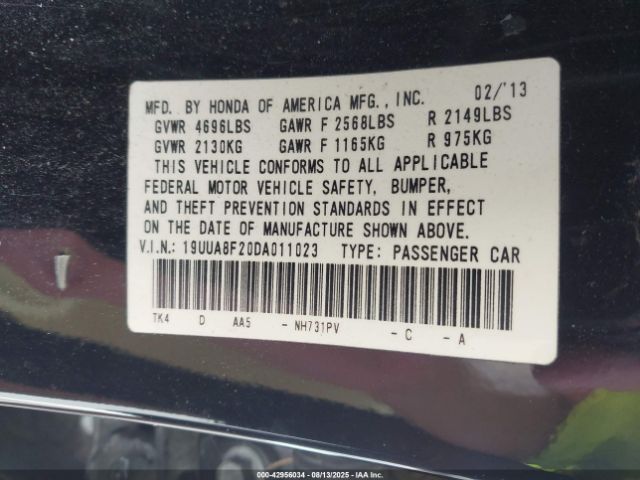 MFD. BY HONDA OF AMERICA MFG., INC. 02/'13
GVWR 4696LBS GAWR F 2568LBS R 2149LBS
GVWR 2130KG GAWR F 1165KG R 975KG
THIS VEHICLE CONFORMS TO ALL APPLICABLE
FEDERAL MOTOR VEHICLE SAFETY, BUMPER,
AND THEFT PREVENTION STANDARDS IN EFFECT
ON THE DATE OF MANUFACTURE SHOWN ABOVE.
V.I.N.: 19UUA8F20DA011023 TYPE: PASSENGER CAR
TK4 D AA5 - NH731PV - C - A
000-42956034 - 08/13/2025 - IAAI.com